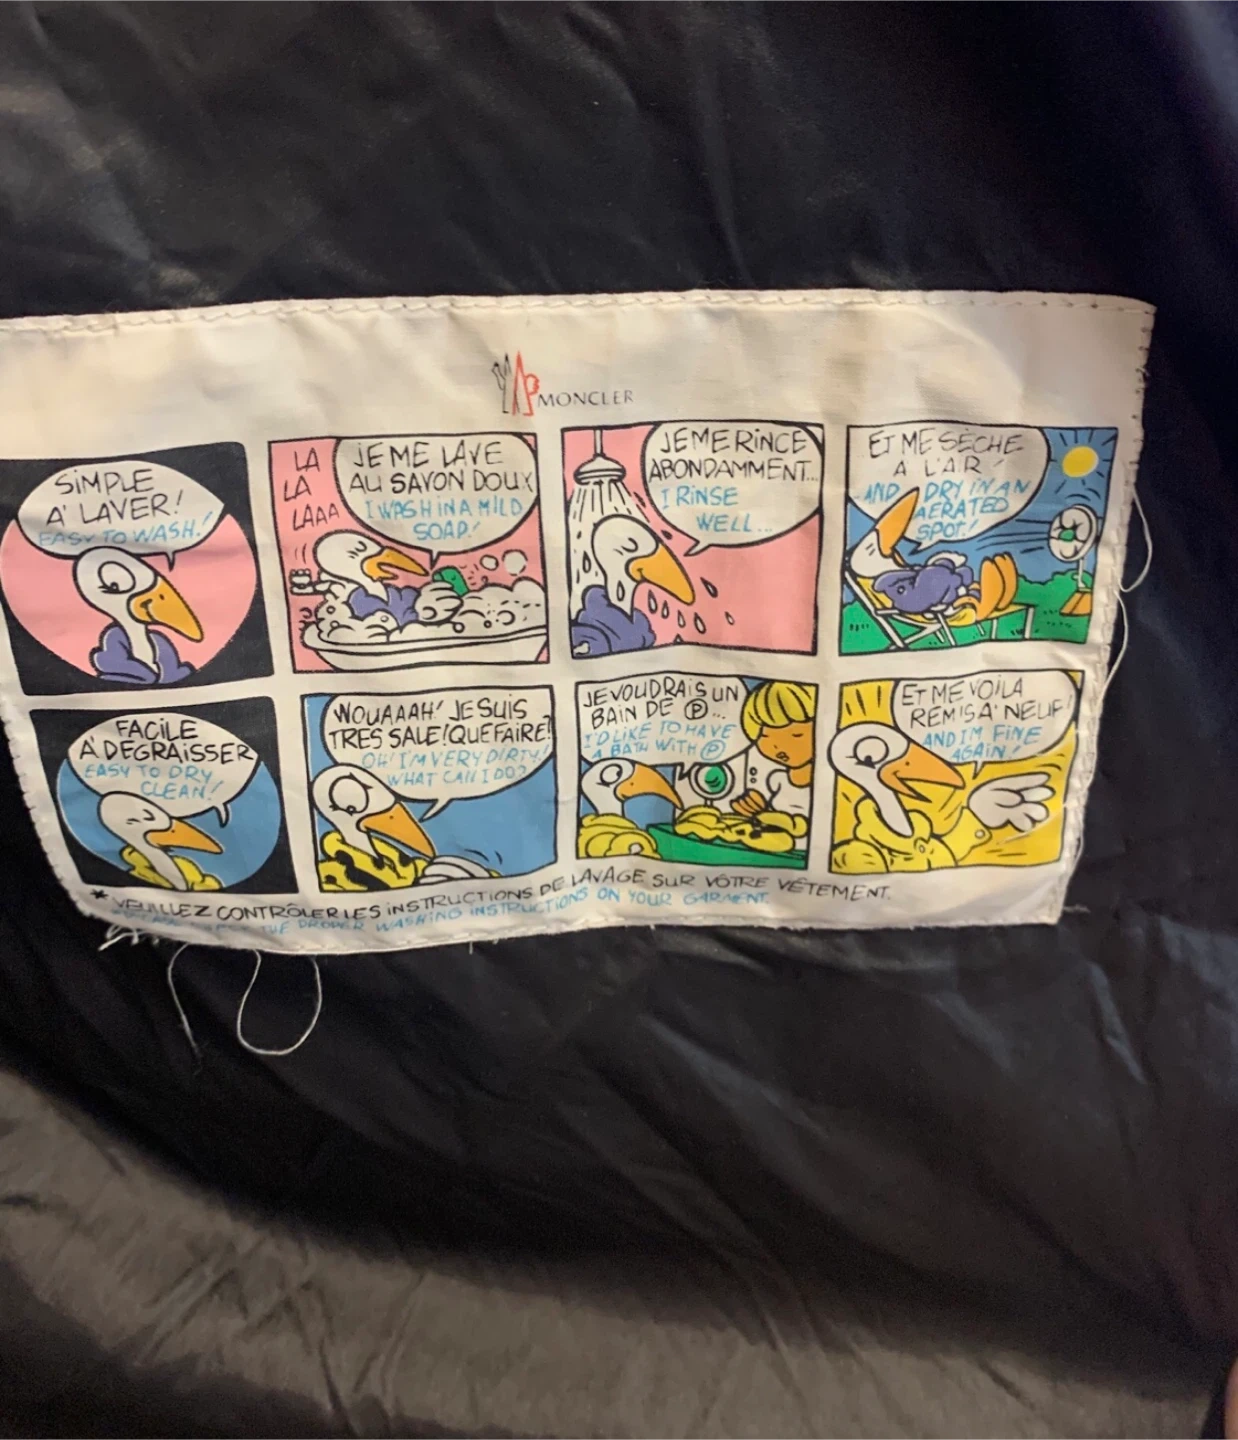 MONCLER
SIMPLE
A' LAVER!
EASY TO WASH!
LA
LA
LAAA
JE ME LAVE
AU SAVON DOUX
I WASH IN A MILD
SOAP!
JE ME RINCE
ABONDAMMENT...
I RINSE
WELL...
ET ME SÈCHE
A L'AIR
AND DRY IN AN
AERATED
SPOT!
FACILE
A' DEGRAISSER
EASY TO DRY
CLEAN!
WOUAAAH! JE SUIS
TRES SALE! QUE FAIRE?
OH! I'M VERY DIRTY!
WHAT CAN I DO?
JE VOUDRAIS UN
BAIN DE Ⓟ...
I'D LIKE TO HAVE
A BATH WITH Ⓟ
ET ME VOILA
REMIS A' NEUF!
AND I'M FINE
AGAIN!
* VEUILLEZ CONTRÔLER LES INSTRUCTIONS DE LAVAGE SUR VÔTRE VÊTEMENT.
THE PROPER WASHING INSTRUCTIONS ON YOUR GARMENT.